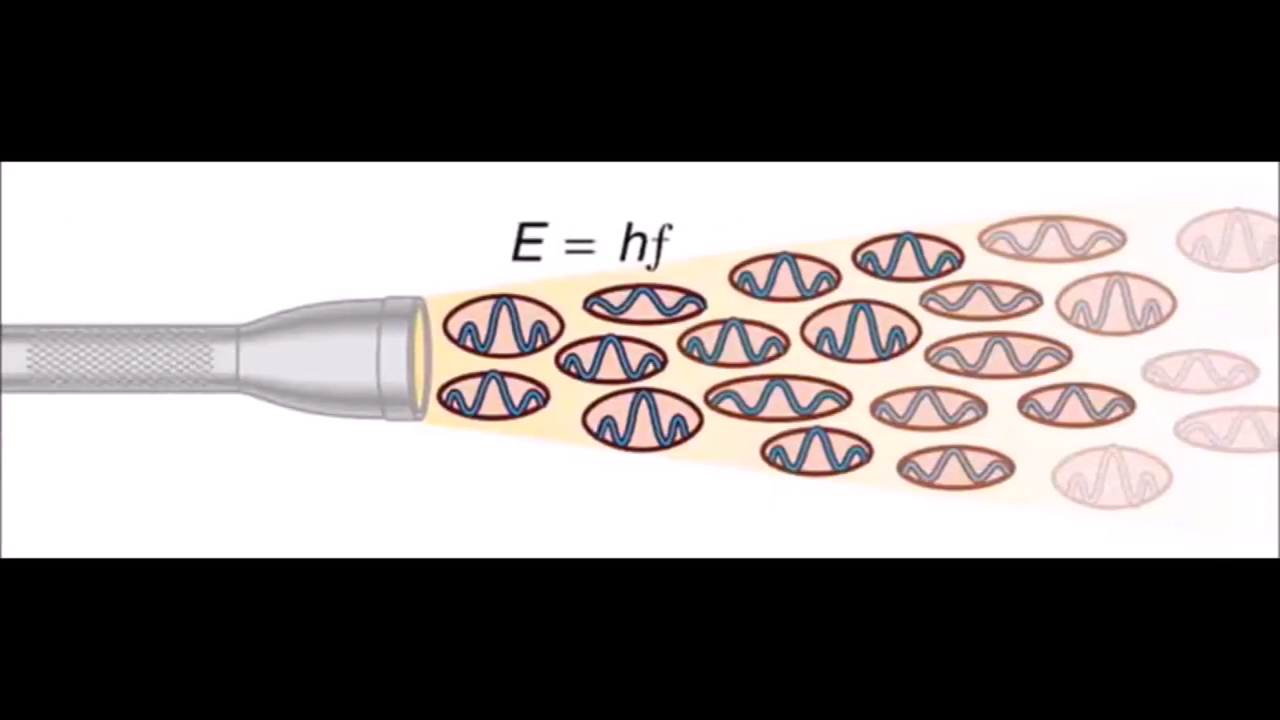 E = hf